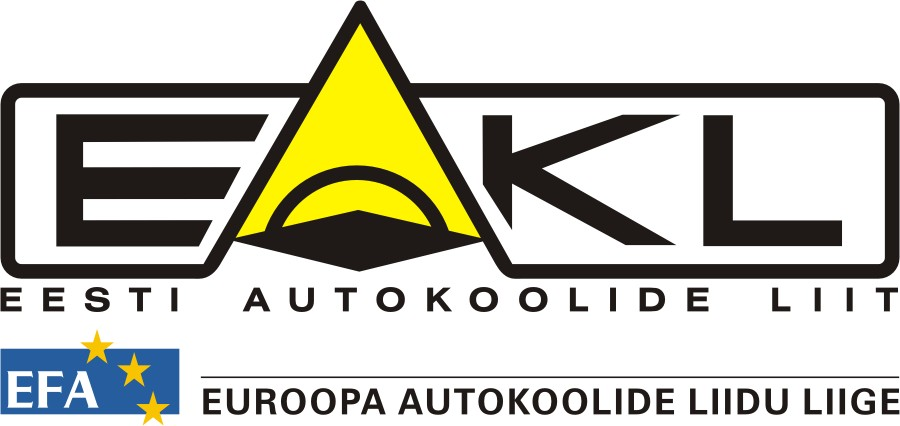 EAKL
EESTI AUTOKOOLIDE LIIT
EFA
EUROOPA AUTOKOOLIDE LIIDU LIIGE